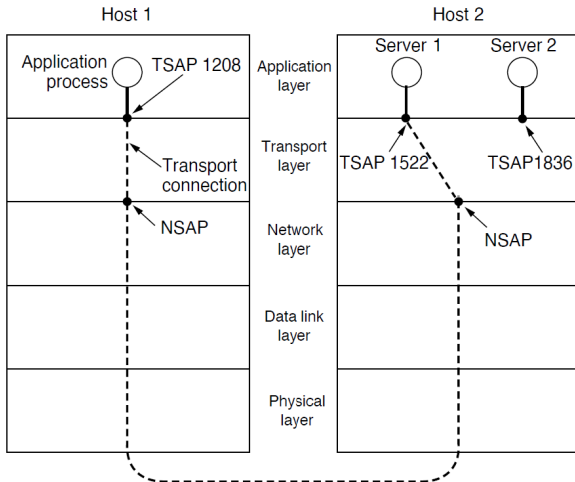 Host 1
Host 2
Application
process
TSAP 1208
Application
layer
Server 1
Server 2
Transport
connection
Transport
layer
TSAP 1522
TSAP1836
NSAP
Network
layer
NSAP
Data link
layer
Physical
layer